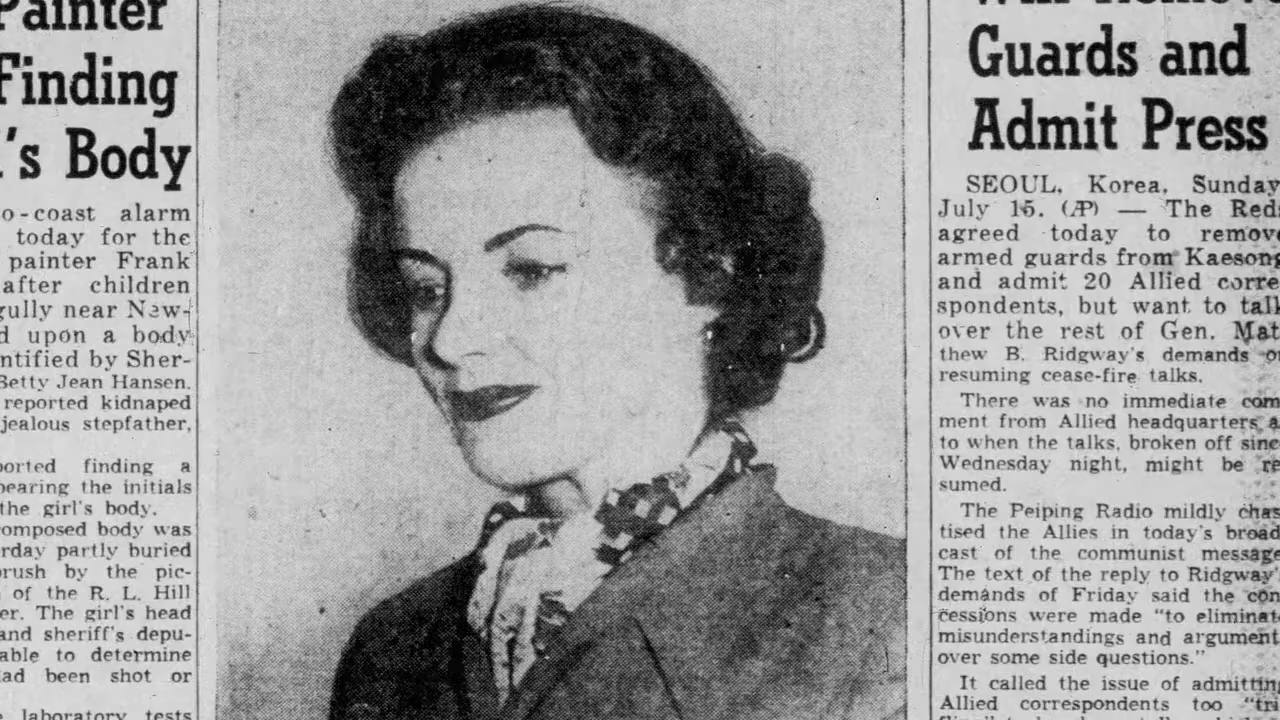 Painter
Finding
's Body
o-coast alarm
today for the
painter Frank
after children
gully near New-
d upon a body
ntified by Sher-
Betty Jean Hansen,
reported kidnaped
jealous stepfather,
ported finding a
bearing the initials
the girl's body.
composed body was
erday partly buried
brush by the pic-
of the R. L. Hill
er. The girl's head
and sheriff's depu-
able to determine
had been shot or
laboratory tests
Guards and
Admit Press
SEOUL, Korea, Sunday
July 15. (AP) — The Reds
agreed today to remove
armed guards from Kaesong
and admit 20 Allied corre-
spondents, but want to talk
over the rest of Gen. Mat-
thew B. Ridgway's demands on
resuming cease-fire talks.
There was no immediate com-
ment from Allied headquarters as
to when the talks, broken off since
Wednesday night, might be re-
sumed.
The Peiping Radio mildly chas-
tised the Allies in today's broad-
cast of the communist message.
The text of the reply to Ridgway's
demands of Friday said the con-
cessions were made "to eliminate
misunderstandings and arguments
over some side questions."
It called the issue of admitting
Allied correspondents too